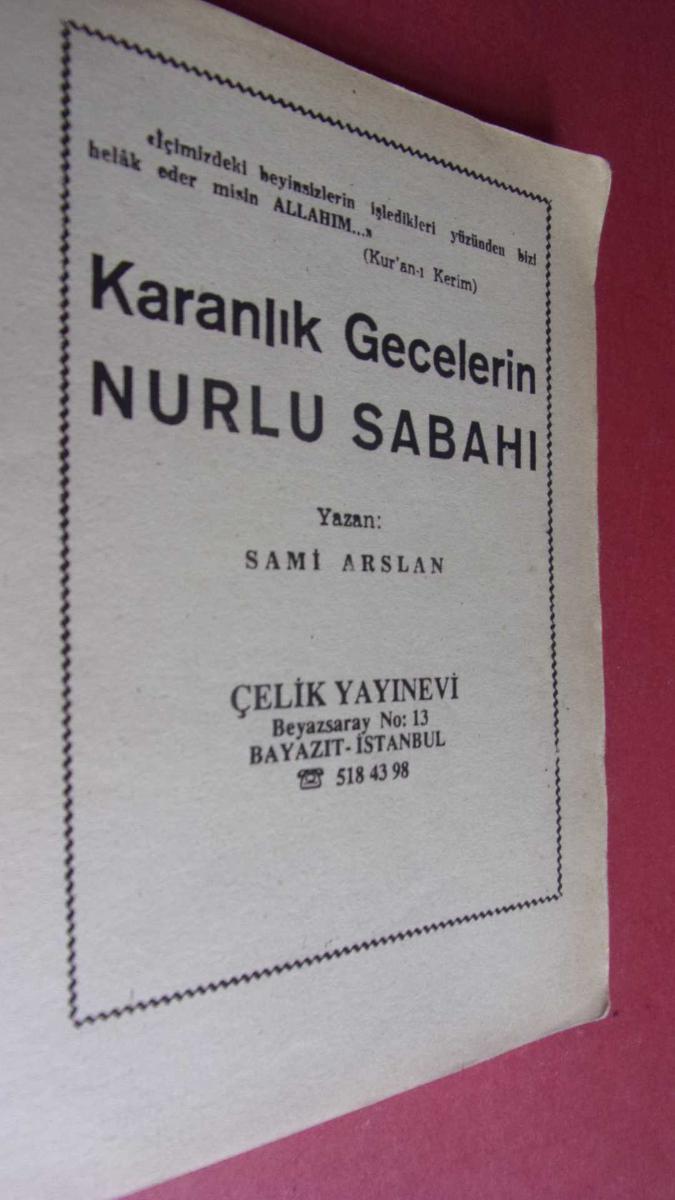 «İçimizdeki beyinsizlerin işledikleri yüzünden bizi
helâk eder misin ALLAHIM...»
(Kur'an-ı Kerim)
Karanlık Gecelerin
NURLU SABAHI
Yazan:
SAMİ ARSLAN
ÇELİK YAYINEVİ
Beyazsaray No: 13
BAYAZIT-İSTANBUL
☏ 518 43 98